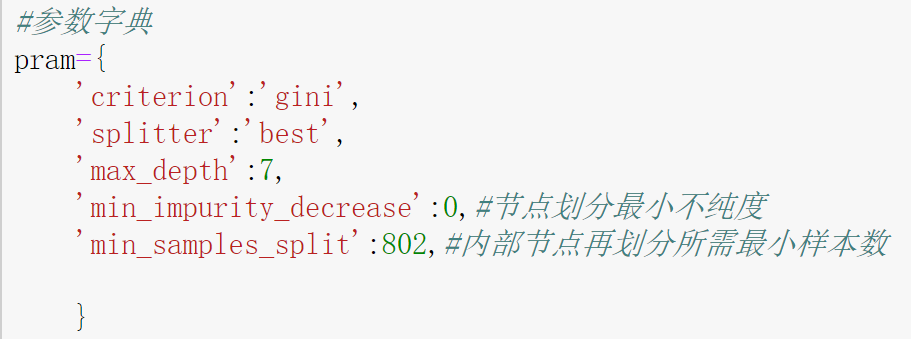 #参数字典
pram={
'criterion':'gini',
'splitter':'best',
'max_depth':7,
'min_impurity_decrease':0,#节点划分最小不纯度
'min_samples_split':802,#内部节点再划分所需最小样本数
}